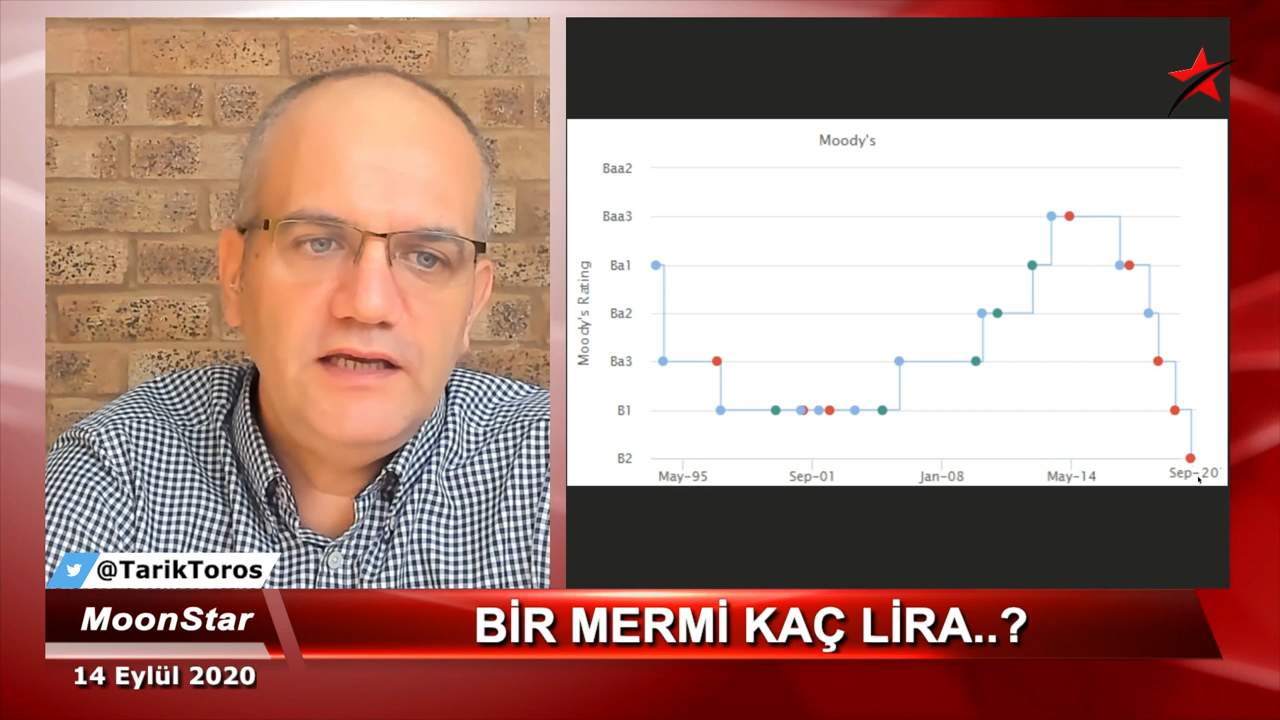 Moody's
Baa2
Baa3
Ba1
Ba2
Ba3
B1
B2
Moody's Rating
May-95
Sep-01
Jan-08
May-14
Sep-20
@TarikToros
MoonStar
BİR MERMİ KAÇ LİRA..?
14 Eylül 2020